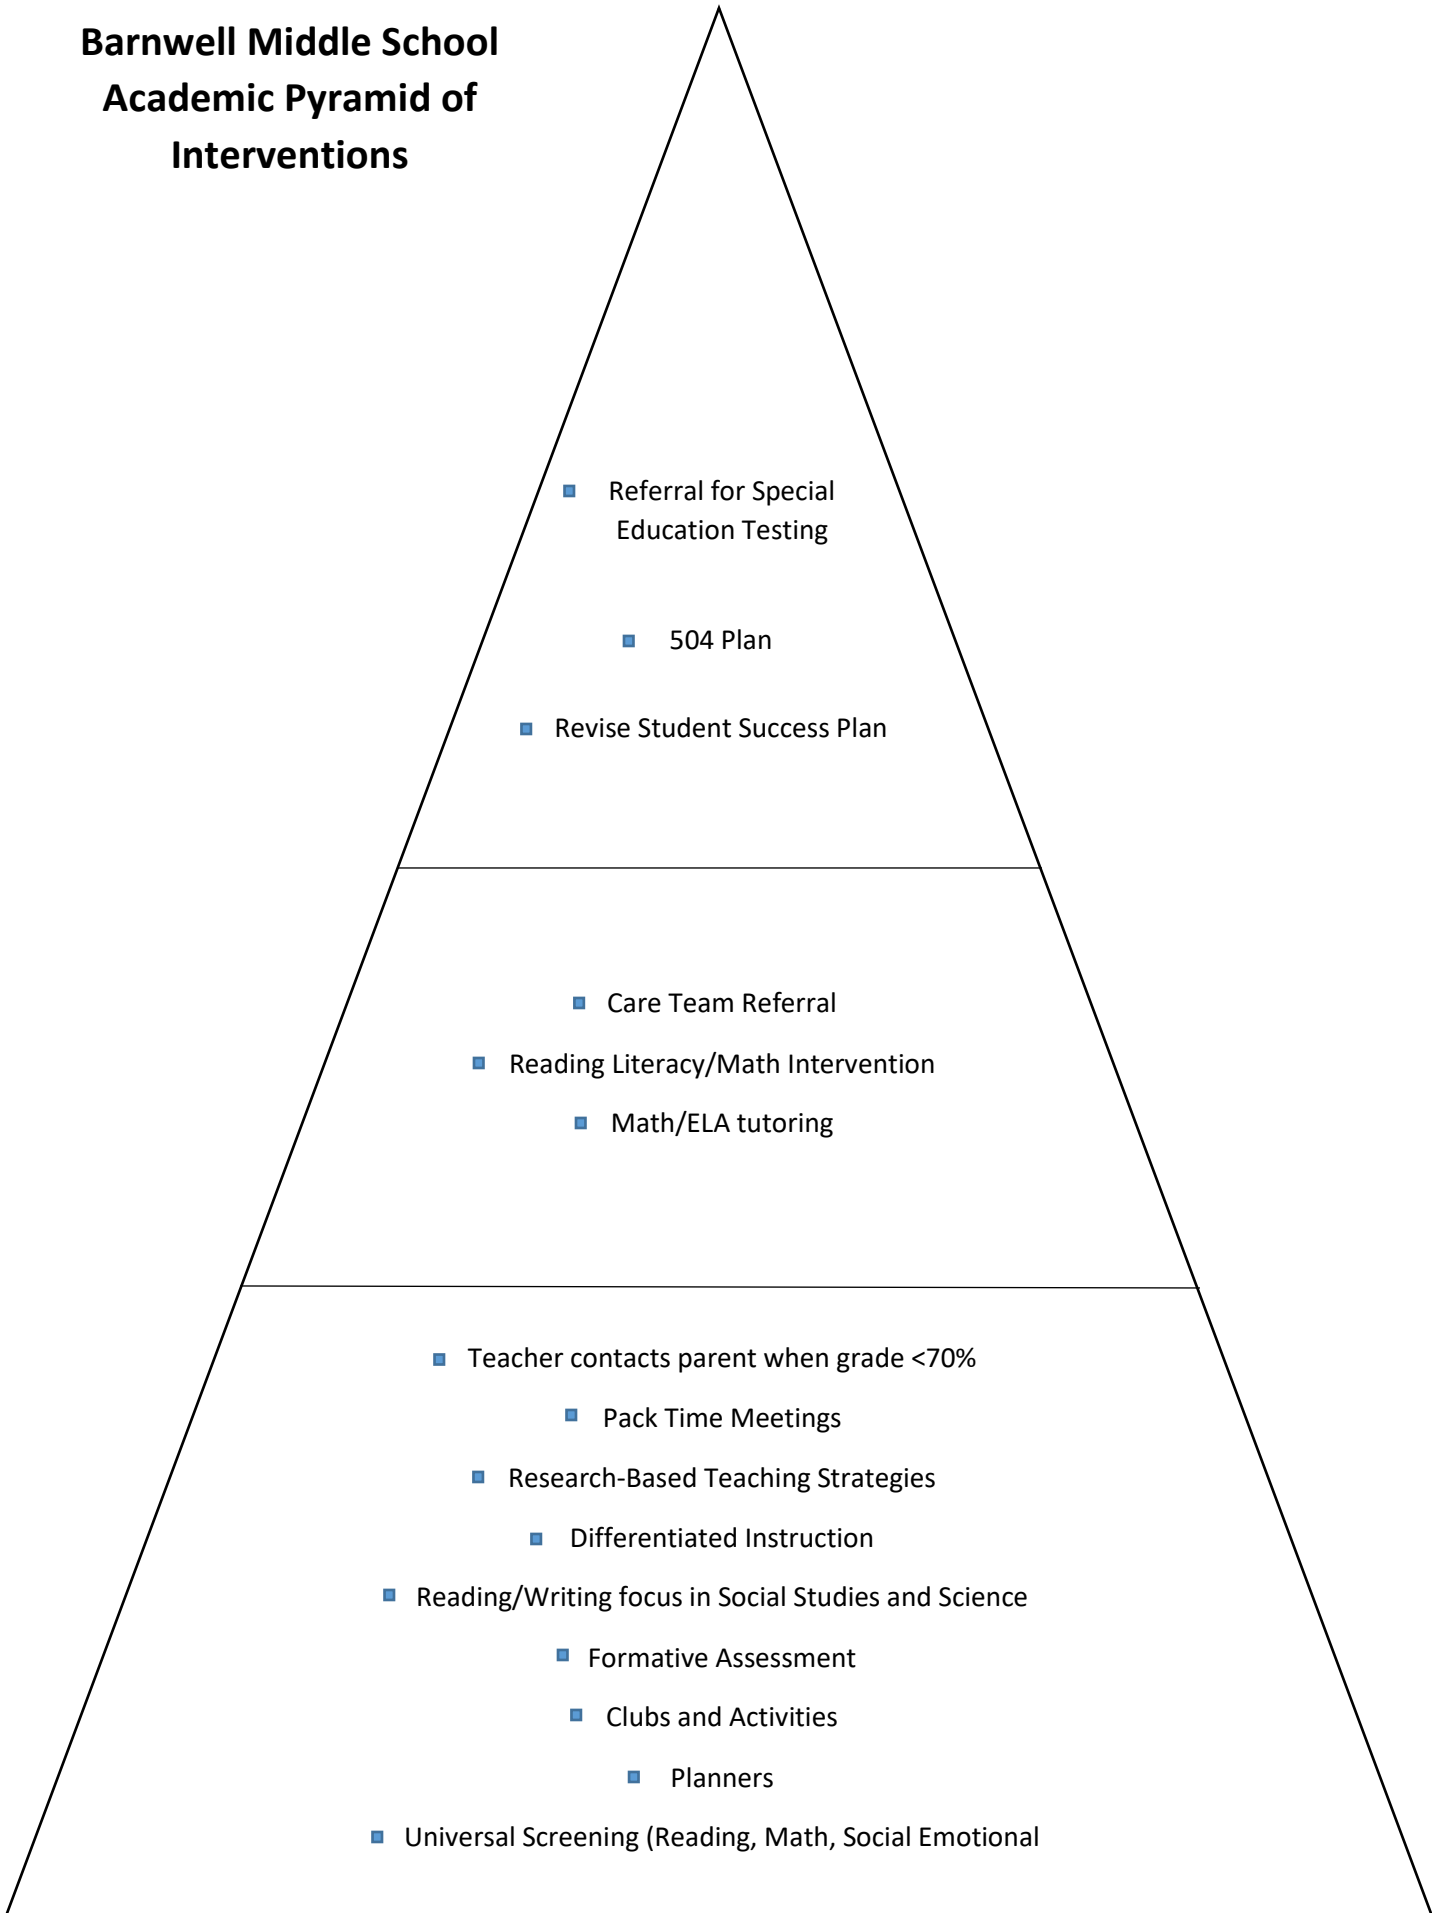 Barnwell Middle School
Academic Pyramid of
Interventions
Referral for Special
Education Testing
504 Plan
Revise Student Success Plan
Care Team Referral
Reading Literacy/Math Intervention
Math/ELA tutoring
Teacher contacts parent when grade <70%
Pack Time Meetings
Research-Based Teaching Strategies
Differentiated Instruction
Reading/Writing focus in Social Studies and Science
Formative Assessment
Clubs and Activities
Planners
Universal Screening (Reading, Math, Social Emotional